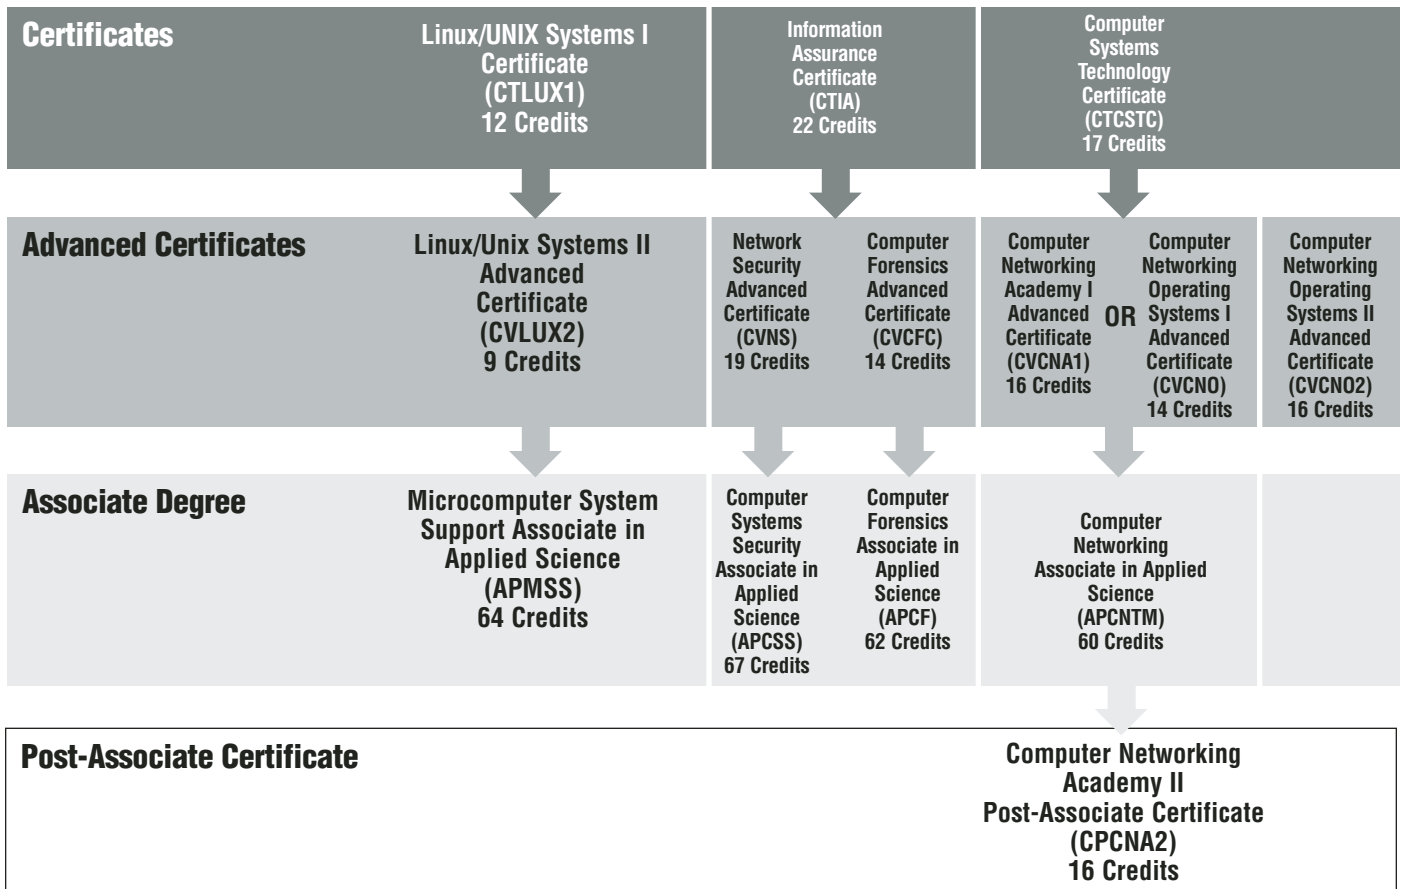 Certificates
Linux/UNIX Systems I
Certificate
(CTLUX1)
12 Credits
Information
Assurance
Certificate
(CTIA)
22 Credits
Computer
Systems
Technology
Certificate
(CTCSTC)
17 Credits
Advanced Certificates
Linux/Unix Systems II
Advanced
Certificate
(CVLUX2)
9 Credits
Network
Security
Advanced
Certificate
(CVNS)
19 Credits
Computer
Forensics
Advanced
Certificate
(CVCFC)
14 Credits
Computer
Networking
Academy I
Advanced
Certificate
(CVCNA1)
16 Credits
OR
Computer
Networking
Operating
Systems I
Advanced
Certificate
(CVCNO)
14 Credits
Computer
Networking
Operating
Systems II
Advanced
Certificate
(CVCNO2)
16 Credits
Associate Degree
Microcomputer System
Support Associate in
Applied Science
(APMSS)
64 Credits
Computer
Systems
Security
Associate in
Applied
Science
(APCSS)
67 Credits
Computer
Forensics
Associate in
Applied
Science
(APCF)
62 Credits
Computer
Networking
Associate in Applied
Science
(APCNTM)
60 Credits
Post-Associate Certificate
Computer Networking
Academy II
Post-Associate Certificate
(CPCNA2)
16 Credits